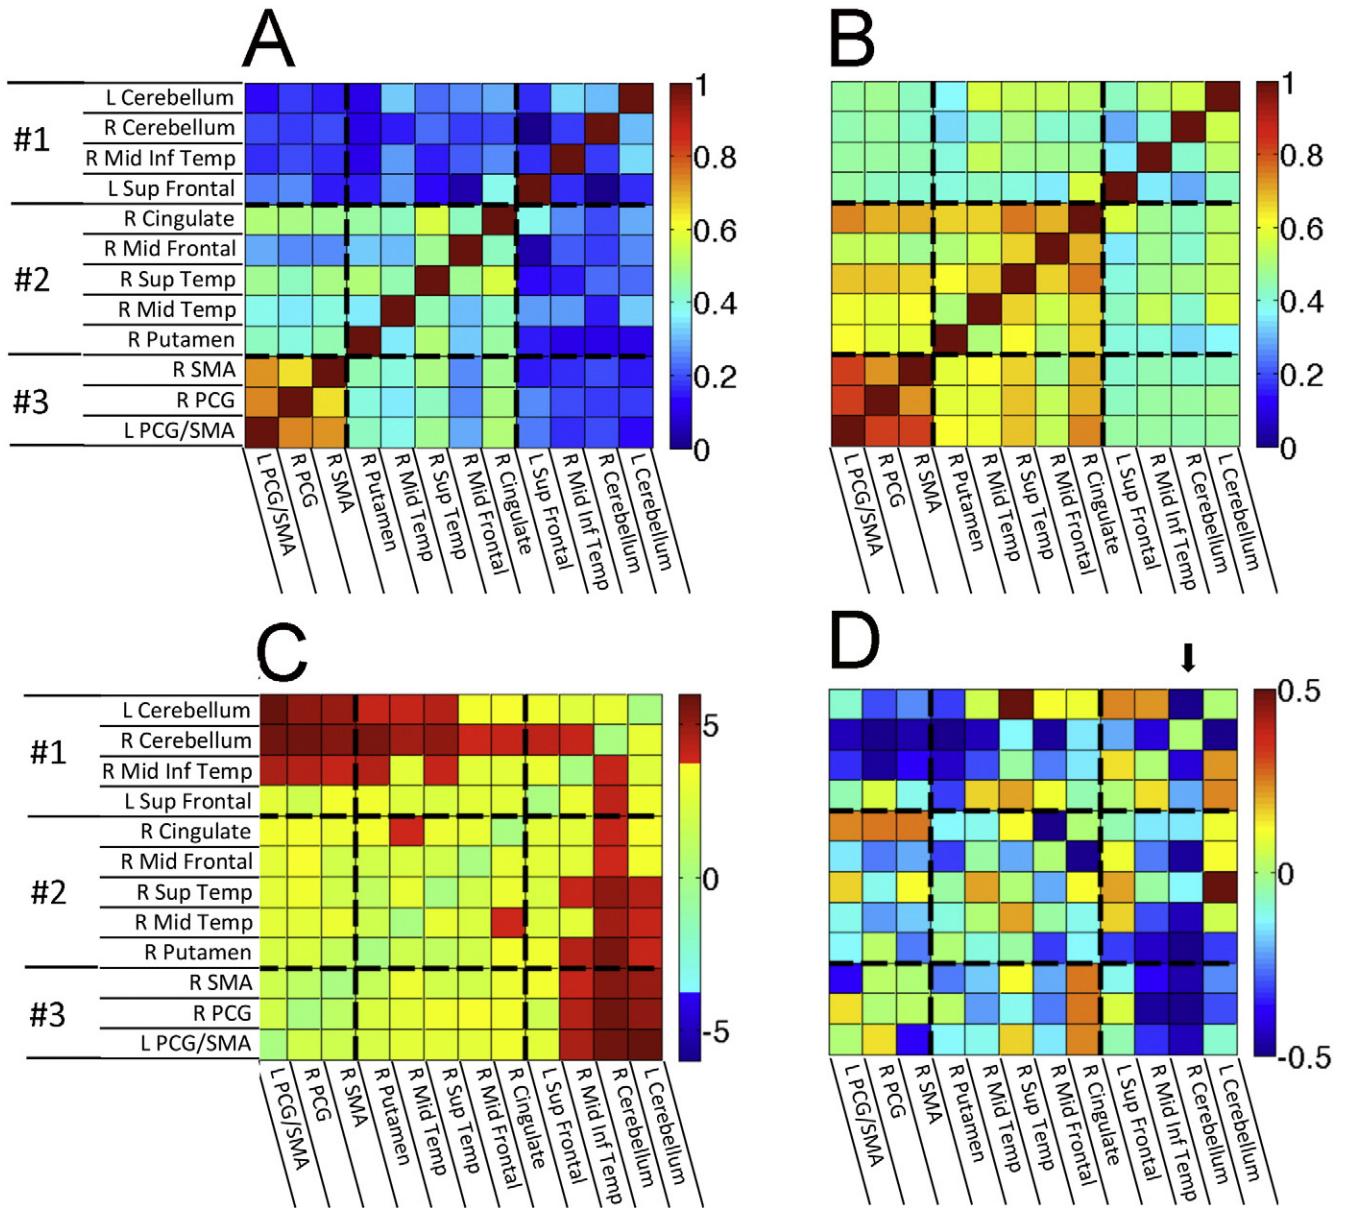 A
B
#1
L Cerebellum
R Cerebellum
R Mid Inf Temp
L Sup Frontal
#2
R Cingulate
R Mid Frontal
R Sup Temp
R Mid Temp
R Putamen
#3
R SMA
R PCG
L PCG/SMA
1
0.8
0.6
0.4
0.2
0
1
0.8
0.6
0.4
0.2
0
L PCG/SMA
R PCG
R SMA
R Putamen
R Mid Temp
R Sup Temp
R Mid Frontal
R Cingulate
L Sup Frontal
R Mid Inf Temp
R Cerebellum
L Cerebellum
L PCG/SMA
R PCG
R SMA
R Putamen
R Mid Temp
R Sup Temp
R Mid Frontal
R Cingulate
L Sup Frontal
R Mid Inf Temp
R Cerebellum
L Cerebellum
C
D
#1
L Cerebellum
R Cerebellum
R Mid Inf Temp
L Sup Frontal
#2
R Cingulate
R Mid Frontal
R Sup Temp
R Mid Temp
R Putamen
#3
R SMA
R PCG
L PCG/SMA
5
0
-5
0.5
0
-0.5
L PCG/SMA
R PCG
R SMA
R Putamen
R Mid Temp
R Sup Temp
R Mid Frontal
R Cingulate
L Sup Frontal
R Mid Inf Temp
R Cerebellum
L Cerebellum
L PCG/SMA
R PCG
R SMA
R Putamen
R Mid Temp
R Sup Temp
R Mid Frontal
R Cingulate
L Sup Frontal
R Mid Inf Temp
R Cerebellum
L Cerebellum